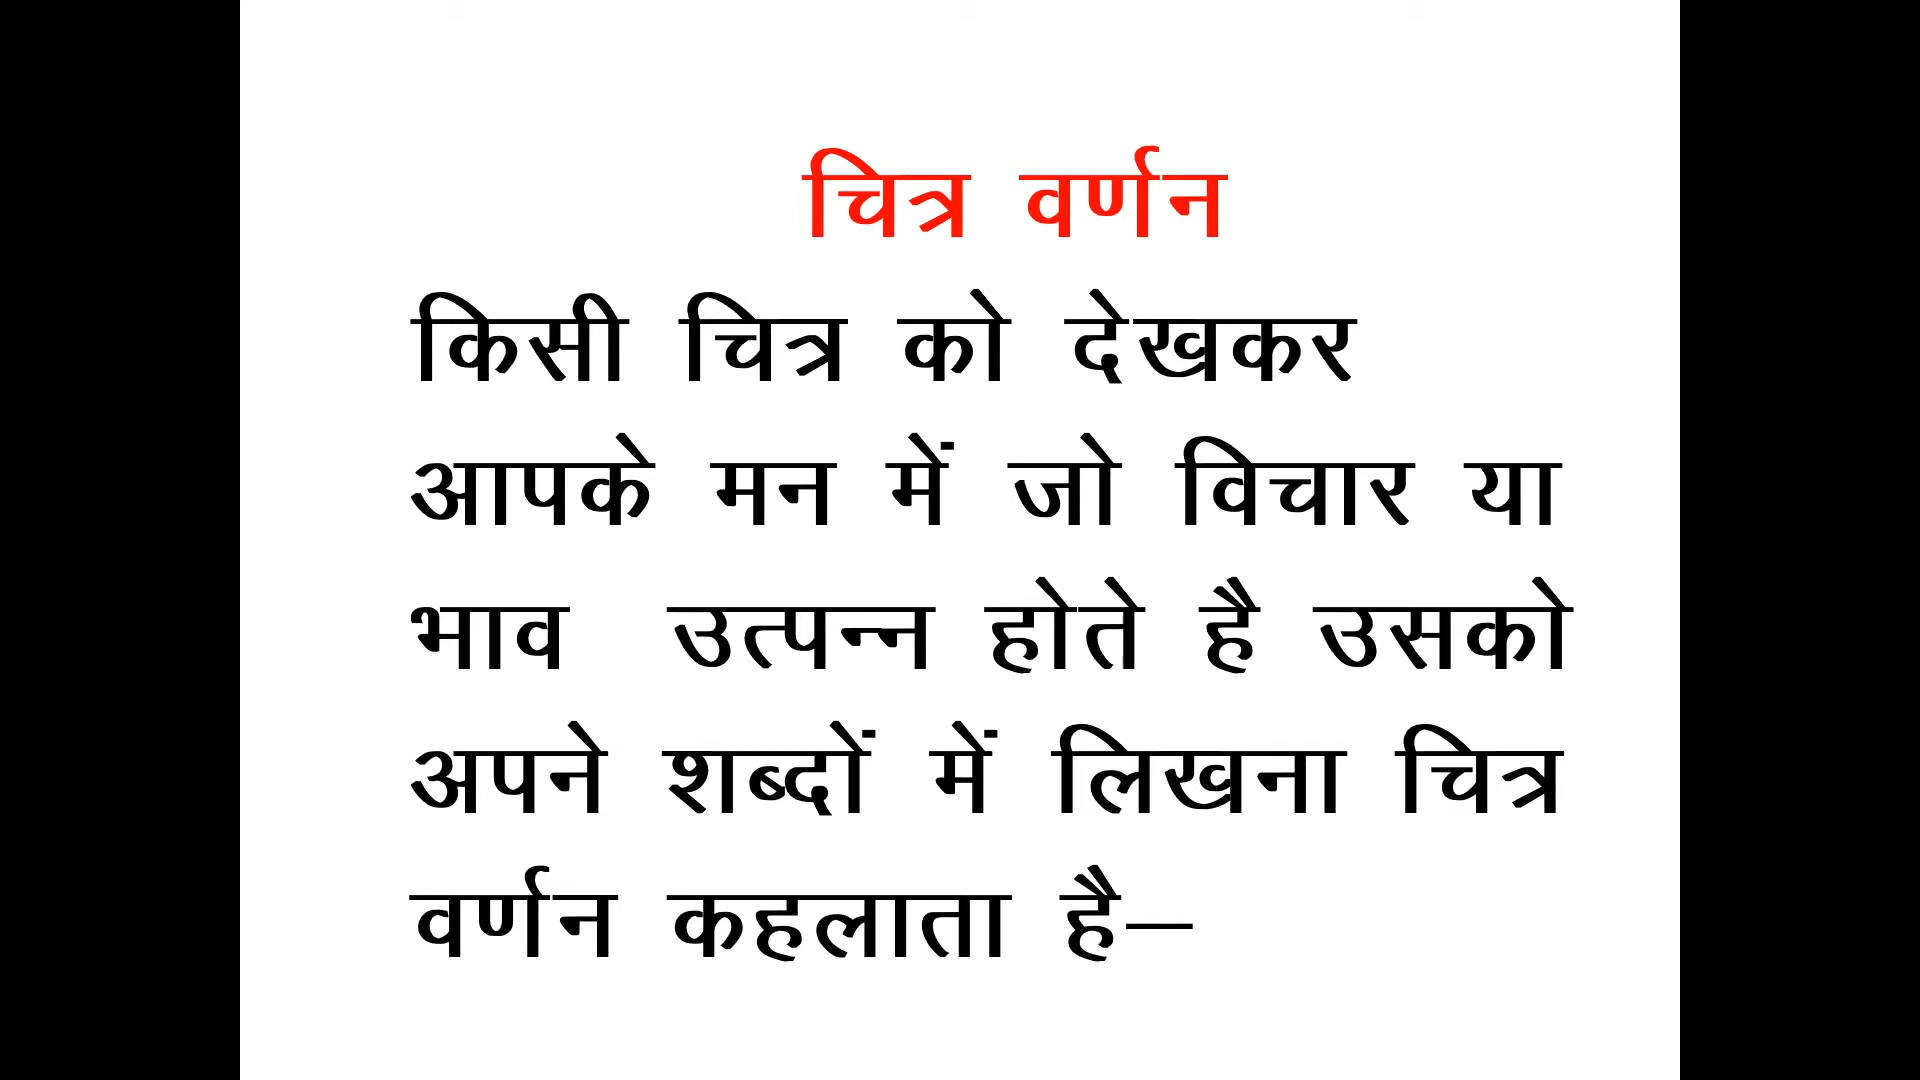 चित्र वर्णन
किसी चित्र को देखकर
आपके मन में जो विचार या
भाव उत्पन्न होते है उसको
अपने शब्दों में लिखना चित्र
वर्णन कहलाता है–